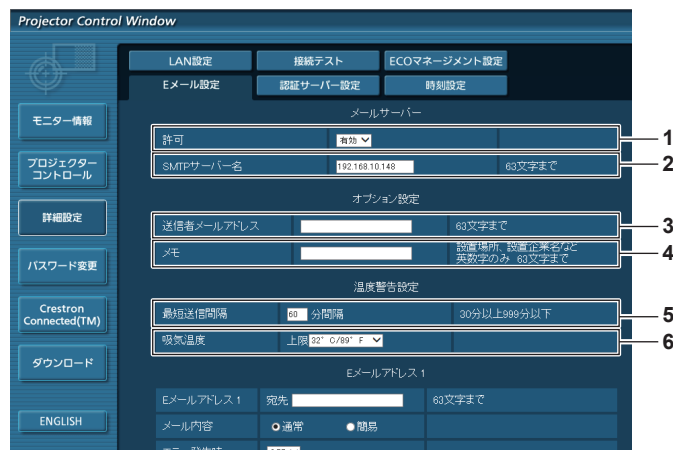 Projector Control Window
LAN設定 接続テスト ECOマネージメント設定
Eメール設定 認証サーバー設定 時刻設定
モニター情報
プロジェクター
コントロール
詳細設定
パスワード変更
Crestron
Connected(TM)
ダウンロード
ENGLISH
メールサーバー
許可 有効 1
SMTPサーバー名 192.168.10.148 63文字まで 2
オプション設定
送信者メールアドレス 63文字まで 3
メモ 設置場所、設置企業名など
英数字のみ 63文字まで 4
温度警告設定
最短送信間隔 60 分間隔 30分以上999分以下 5
吸気温度 上限 32°C/89°F 6
Eメールアドレス 1
Eメールアドレス 1 宛先 63文字まで
メール内容 通常 簡易